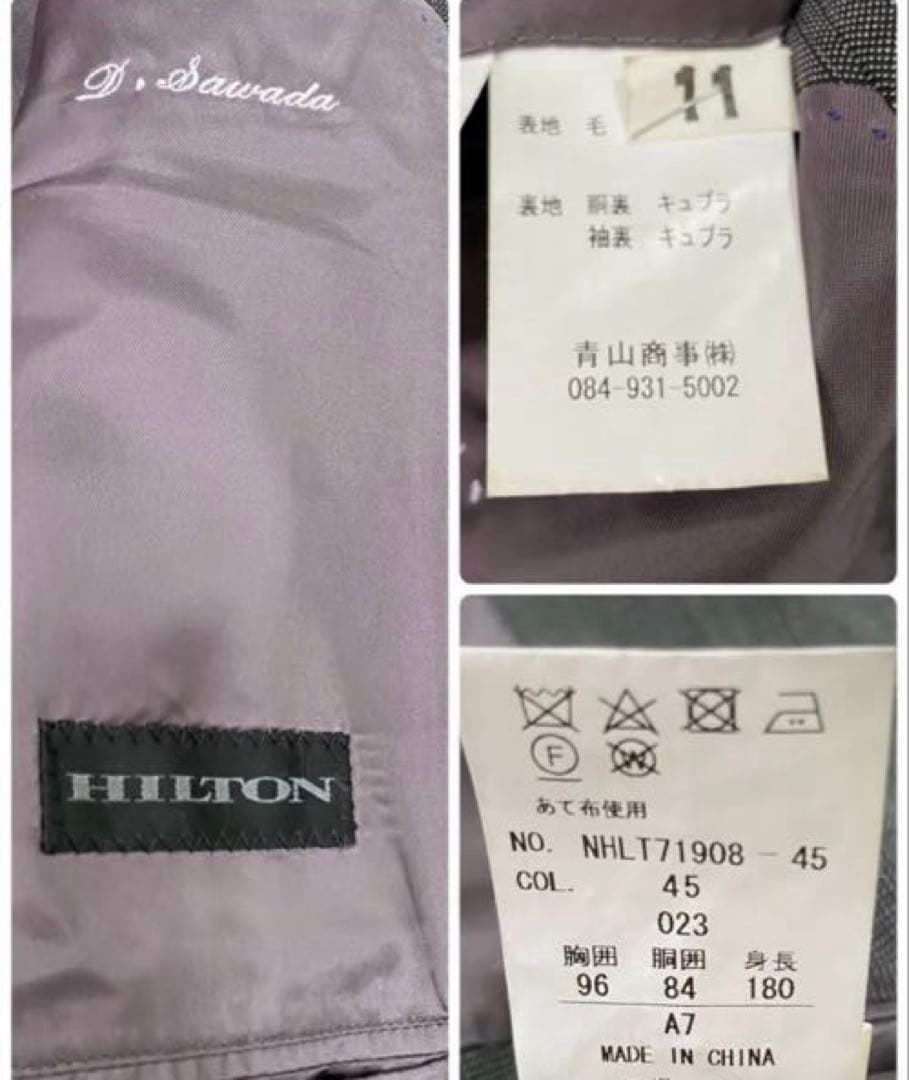 D. Sawada
HILTON
11
表地 毛
裏地 胴裏 キュプラ
袖裏 キュプラ
青山商事㈱
084-931-5002
F
W
あて布使用
NO. NHLT71908 - 45
COL. 45
023
胸囲 胴囲 身長
96 84 180
A7
MADE IN CHINA